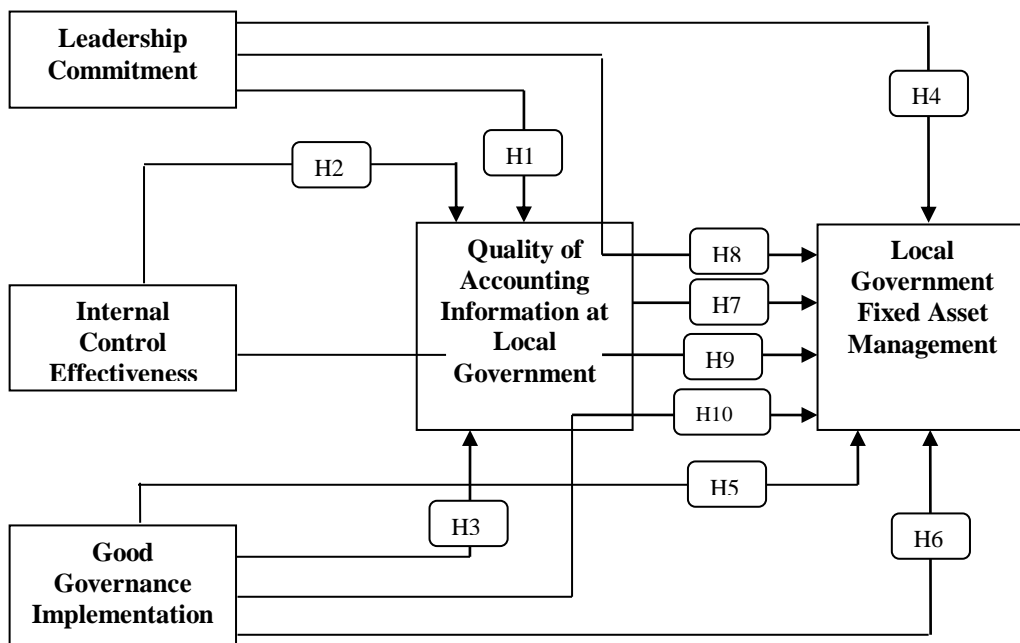 Leadership
Commitment
H4
H1
H2
Quality of
Accounting
Information at
Local
Government
H8
H7
H9
H10
Local
Government
Fixed Asset
Management
Internal
Control
Effectiveness
H5
H3
H6
Good
Governance
Implementation